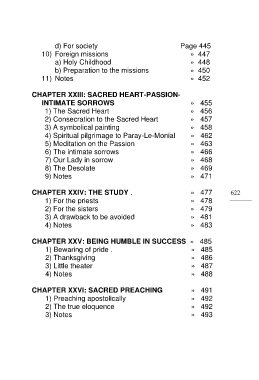 d) For society Page 445
10) Foreign missions » 447
a) Holy Childhood » 448
b) Preparation to the missions » 450
11) Notes » 452
CHAPTER XXIII: SACRED HEART-PASSION-
INTIMATE SORROWS » 455
1) The Sacred Heart » 456
2) Consecration to the Sacred Heart » 457
3) A symbolical painting » 458
4) Spiritual pilgrimage to Paray-Le-Monial » 462
5) Meditation on the Passion » 463
6) The intimate sorrows » 466
7) Our Lady in sorrow » 468
8) The Desolate » 469
9) Notes » 471
CHAPTER XXIV: THE STUDY . » 477
622
1) For the priests » 478
2) For the sisters » 479
3) A drawback to be avoided » 481
4) Notes » 483
CHAPTER XXV: BEING HUMBLE IN SUCCESS » 485
1) Bewaring of pride . » 485
2) Thanksgiving » 486
3) Little theater » 487
4) Notes » 488
CHAPTER XXVI: SACRED PREACHING » 491
1) Preaching apostolically » 492
2) The true eloquence » 492
3) Notes » 493